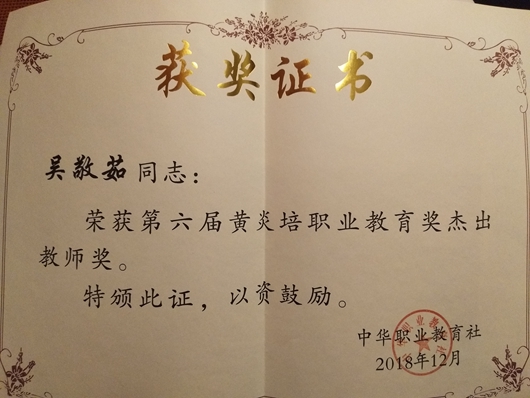 获奖证书
吴敬茹同志：
荣获第六届黄炎培职业教育奖杰出
教师奖。
特颁此证，以资鼓励。
中华职业教育社
2018年12月